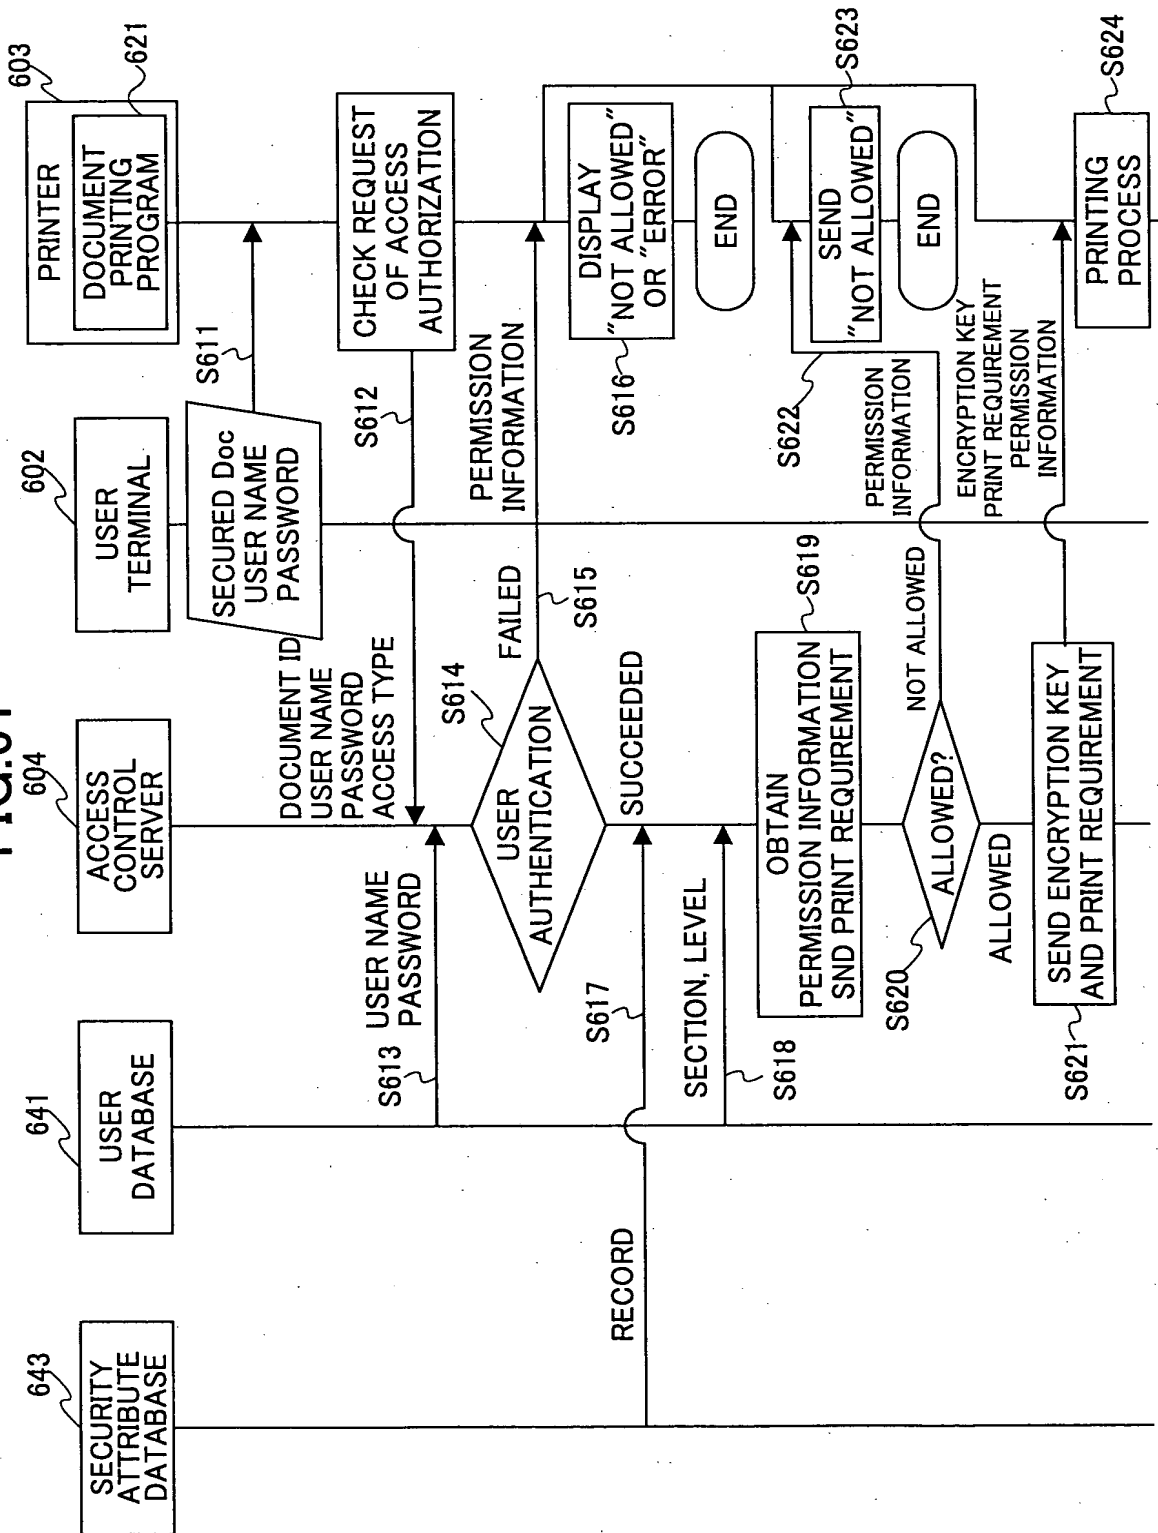 603
PRINTER
621
DOCUMENT
PRINTING
PROGRAM
602
USER
TERMINAL
604
ACCESS
CONTROL
SERVER
641
USER
DATABASE
643
SECURITY
ATTRIBUTE
DATABASE
SECURED Doc
USER NAME
PASSWORD
S611
CHECK REQUEST
OF ACCESS
AUTHORIZATION
S612
DOCUMENT ID
USER NAME
PASSWORD
ACCESS TYPE
USER NAME
PASSWORD
S613
S614
USER
AUTHENTICATION
FAILED
S615
PERMISSION
INFORMATION
DISPLAY
"NOT ALLOWED"
OR "ERROR"
S616
END
SUCCEEDED
RECORD
S617
SECTION, LEVEL
S618
OBTAIN
PERMISSION INFORMATION
SND PRINT REQUIREMENT
S619
ALLOWED?
S620
NOT ALLOWED
PERMISSION
INFORMATION
S622
SEND
"NOT ALLOWED"
S623
END
ALLOWED
SEND ENCRYPTION KEY
AND PRINT REQUIREMENT
S621
ENCRYPTION KEY
PRINT REQUIREMENT
PERMISSION
INFORMATION
PRINTING
PROCESS
S624